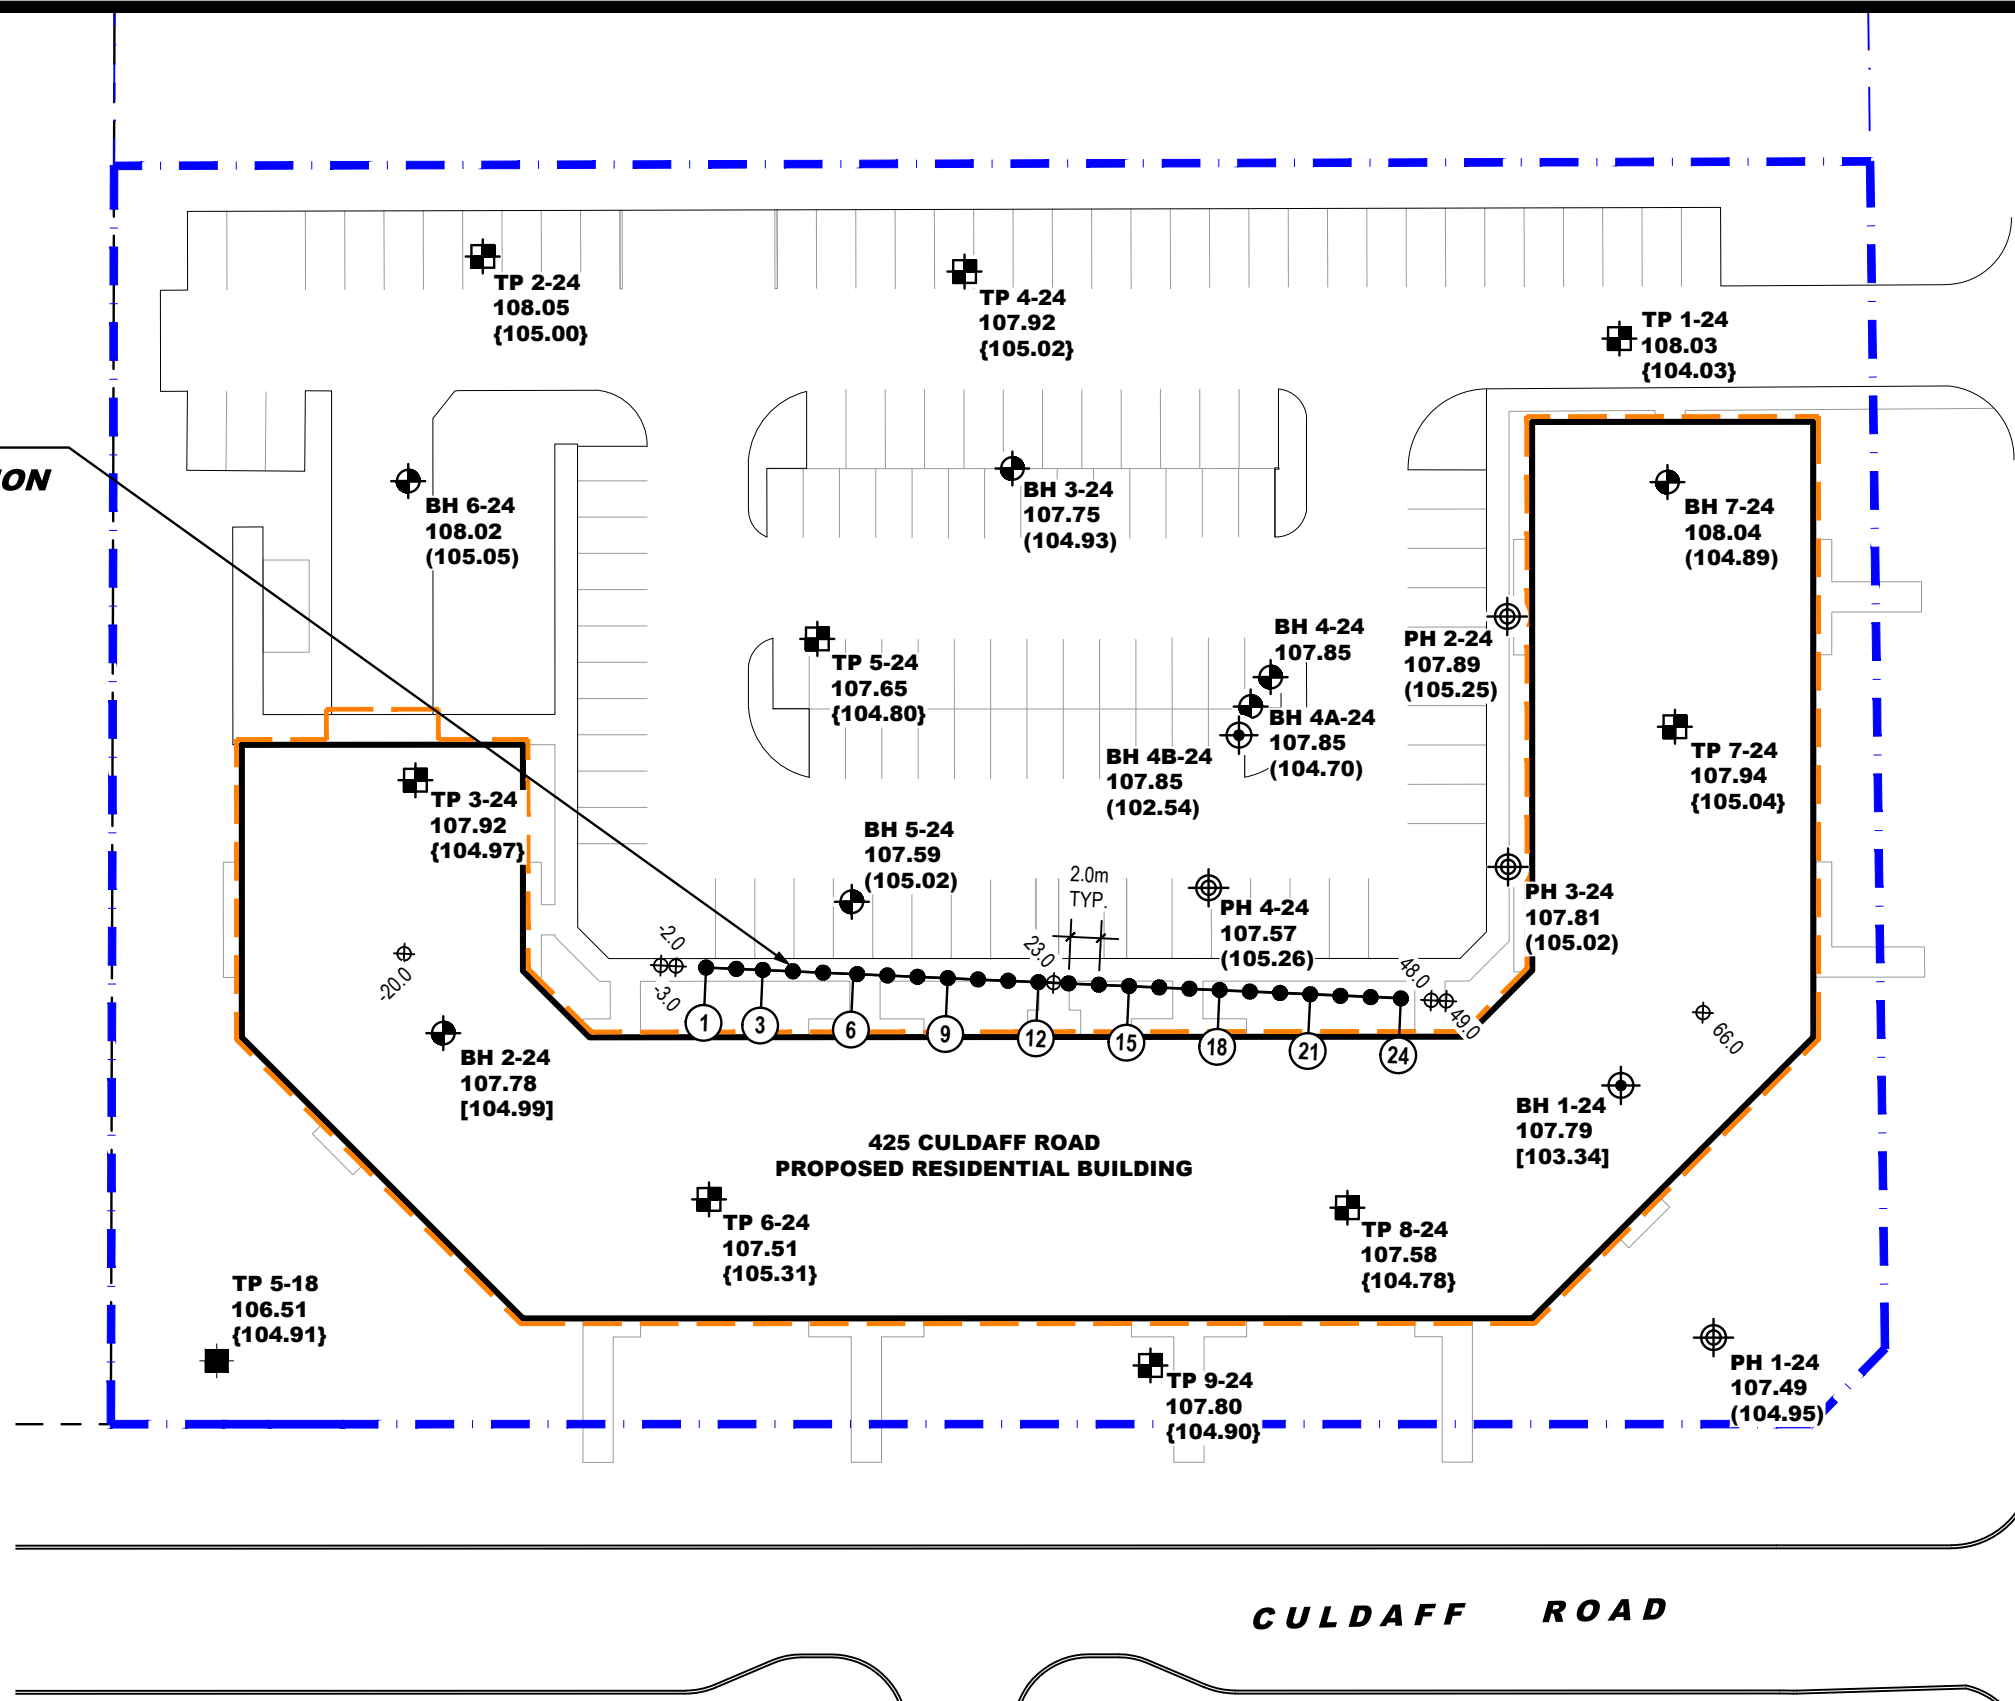 TP 2-24
108.05
{105.00}
TP 4-24
107.92
{105.02}
TP 1-24
108.03
{104.03}
ON
BH 6-24
108.02
(105.05)
BH 3-24
107.75
(104.93)
BH 7-24
108.04
(104.89)
TP 5-24
107.65
{104.80}
BH 4-24
107.85
PH 2-24
107.89
(105.25)
BH 4A-24
107.85
(104.70)
BH 4B-24
107.85
(102.54)
TP 7-24
107.94
{105.04}
TP 3-24
107.92
{104.97}
BH 5-24
107.59
(105.02)
2.0m
TYP.
PH 4-24
107.57
(105.26)
PH 3-24
107.81
(105.02)
-2.0
-3.0
-20.0
23.0
48.0
49.0
66.0
1
3
6
9
12
15
18
21
24
BH 2-24
107.78
[104.99]
BH 1-24
107.79
[103.34]
425 CULDAFF ROAD
PROPOSED RESIDENTIAL BUILDING
TP 6-24
107.51
{105.31}
TP 8-24
107.58
{104.78}
TP 5-18
106.51
{104.91}
TP 9-24
107.80
{104.90}
PH 1-24
107.49
(104.95)
CULDAFF ROAD